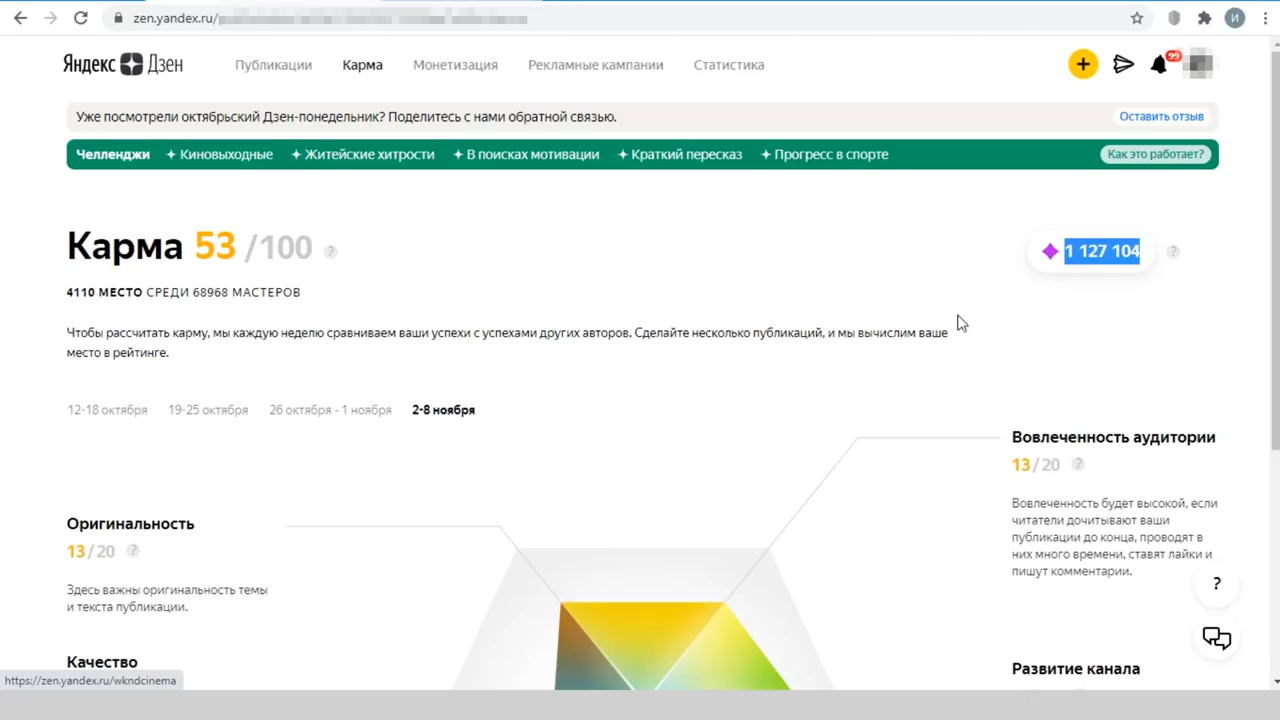 zen.yandex.ru/
И
Яндекс Дзен
Публикации
Карма
Монетизация
Рекламные кампании
Статистика
99
Уже посмотрели октябрьский Дзен-понедельник? Поделитесь с нами обратной связью.
Оставить отзыв
Челленджи
Киновыходные
Житейские хитрости
В поисках мотивации
Краткий пересказ
Прогресс в спорте
Как это работает?
Карма 53 /100 ?
1 127 104 ?
4110 МЕСТО СРЕДИ 68968 МАСТЕРОВ
Чтобы рассчитать карму, мы каждую неделю сравниваем ваши успехи с успехами других авторов. Сделайте несколько публикаций, и мы вычислим ваше
место в рейтинге.
12-18 октября
19-25 октября
26 октября - 1 ноября
2-8 ноября
Вовлеченность аудитории
13/20 ?
Вовлеченность будет высокой, если
читатели дочитывают ваши
публикации до конца, проводят в
них много времени, ставят лайки и
пишут комментарии.
Оригинальность
13/20 ?
Здесь важны оригинальность темы
и текста публикации.
?
Качество
Развитие канала
https://zen.yandex.ru/wkndcinema